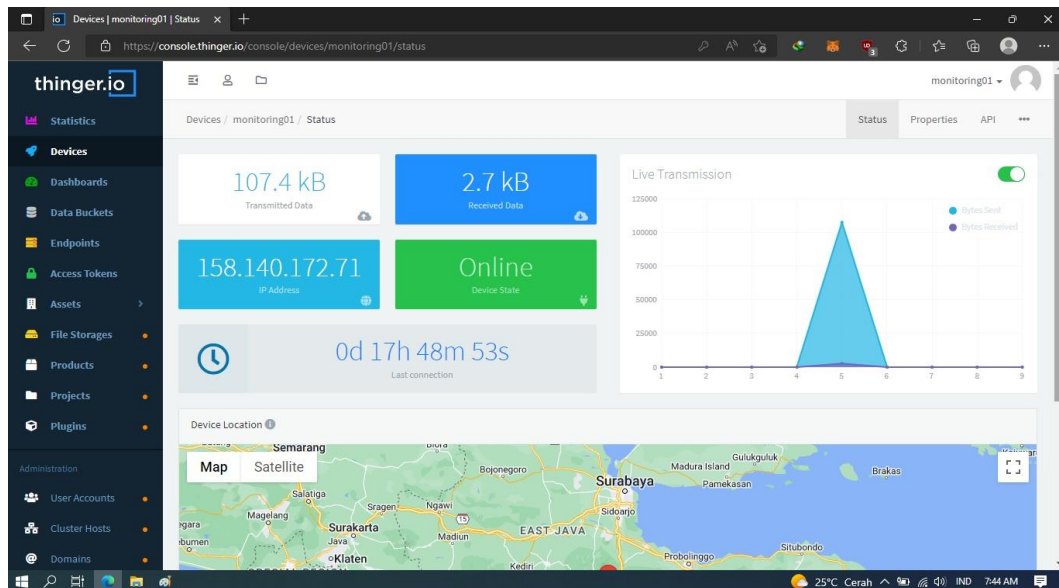 Devices | monitoring01 | Status
https://console.thinger.io/console/devices/monitoring01/status
3
thinger.io
monitoring01
Statistics
Devices
Dashboards
Data Buckets
Endpoints
Access Tokens
Assets
File Storages
Products
Projects
Plugins
Administration
User Accounts
Cluster Hosts
Domains
Devices / monitoring01 / Status
Status
Properties
API
107.4 kB
Transmitted Data
2.7 kB
Received Data
158.140.172.71
IP Address
Online
Device State
0d 17h 48m 53s
Last connection
Live Transmission
Bytes Sent
Bytes Received
125000
100000
75000
50000
25000
0
1 2 3 4 5 6 7 8 9
Device Location
Map
Satellite
Semarang
Blora
Bojonegoro
Surabaya
Madura Island
Gulukguluk
Pamekasan
Brakas
Salatiga
Sragen
Ngawi
15
Sidoarjo
Magelang
Surakarta
Java
Madiun
EAST JAVA
Klaten
Kediri
Probolinggo
Situbondo
25°C Cerah
IND
7:44 AM